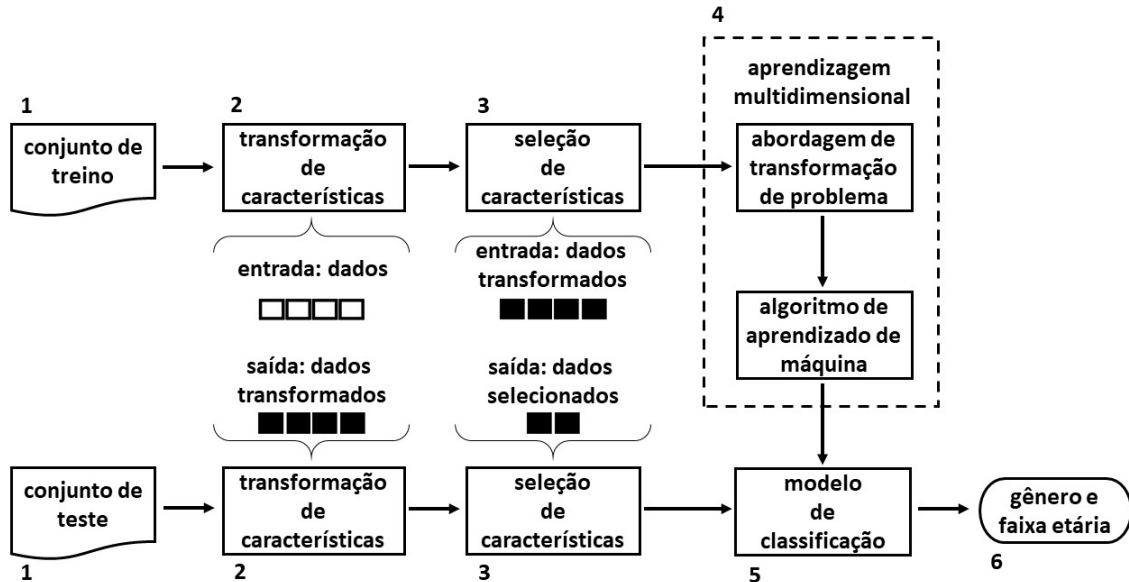 4
aprendizagem
multidimensional
1
conjunto de
treino
2
transformação
de
características
3
seleção
de
características
abordagem de
transformação
de problema
entrada: dados
entrada: dados
transformados
algoritmo de
aprendizado de
máquina
saída: dados
transformados
saída: dados
selecionados
conjunto de
teste
1
transformação
de
características
2
seleção
de
características
3
modelo
de
classificação
5
gênero e
faixa etária
6